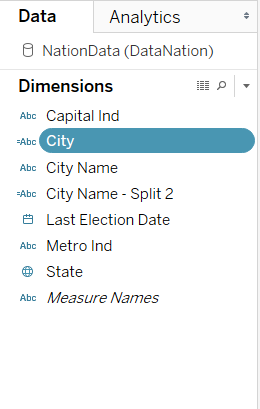 Data Analytics
NationData (DataNation)
Dimensions
Abc Capital Ind
=Abc City
Abc City Name
=Abc City Name - Split 2
Last Election Date
Abc Metro Ind
State
Abc Measure Names